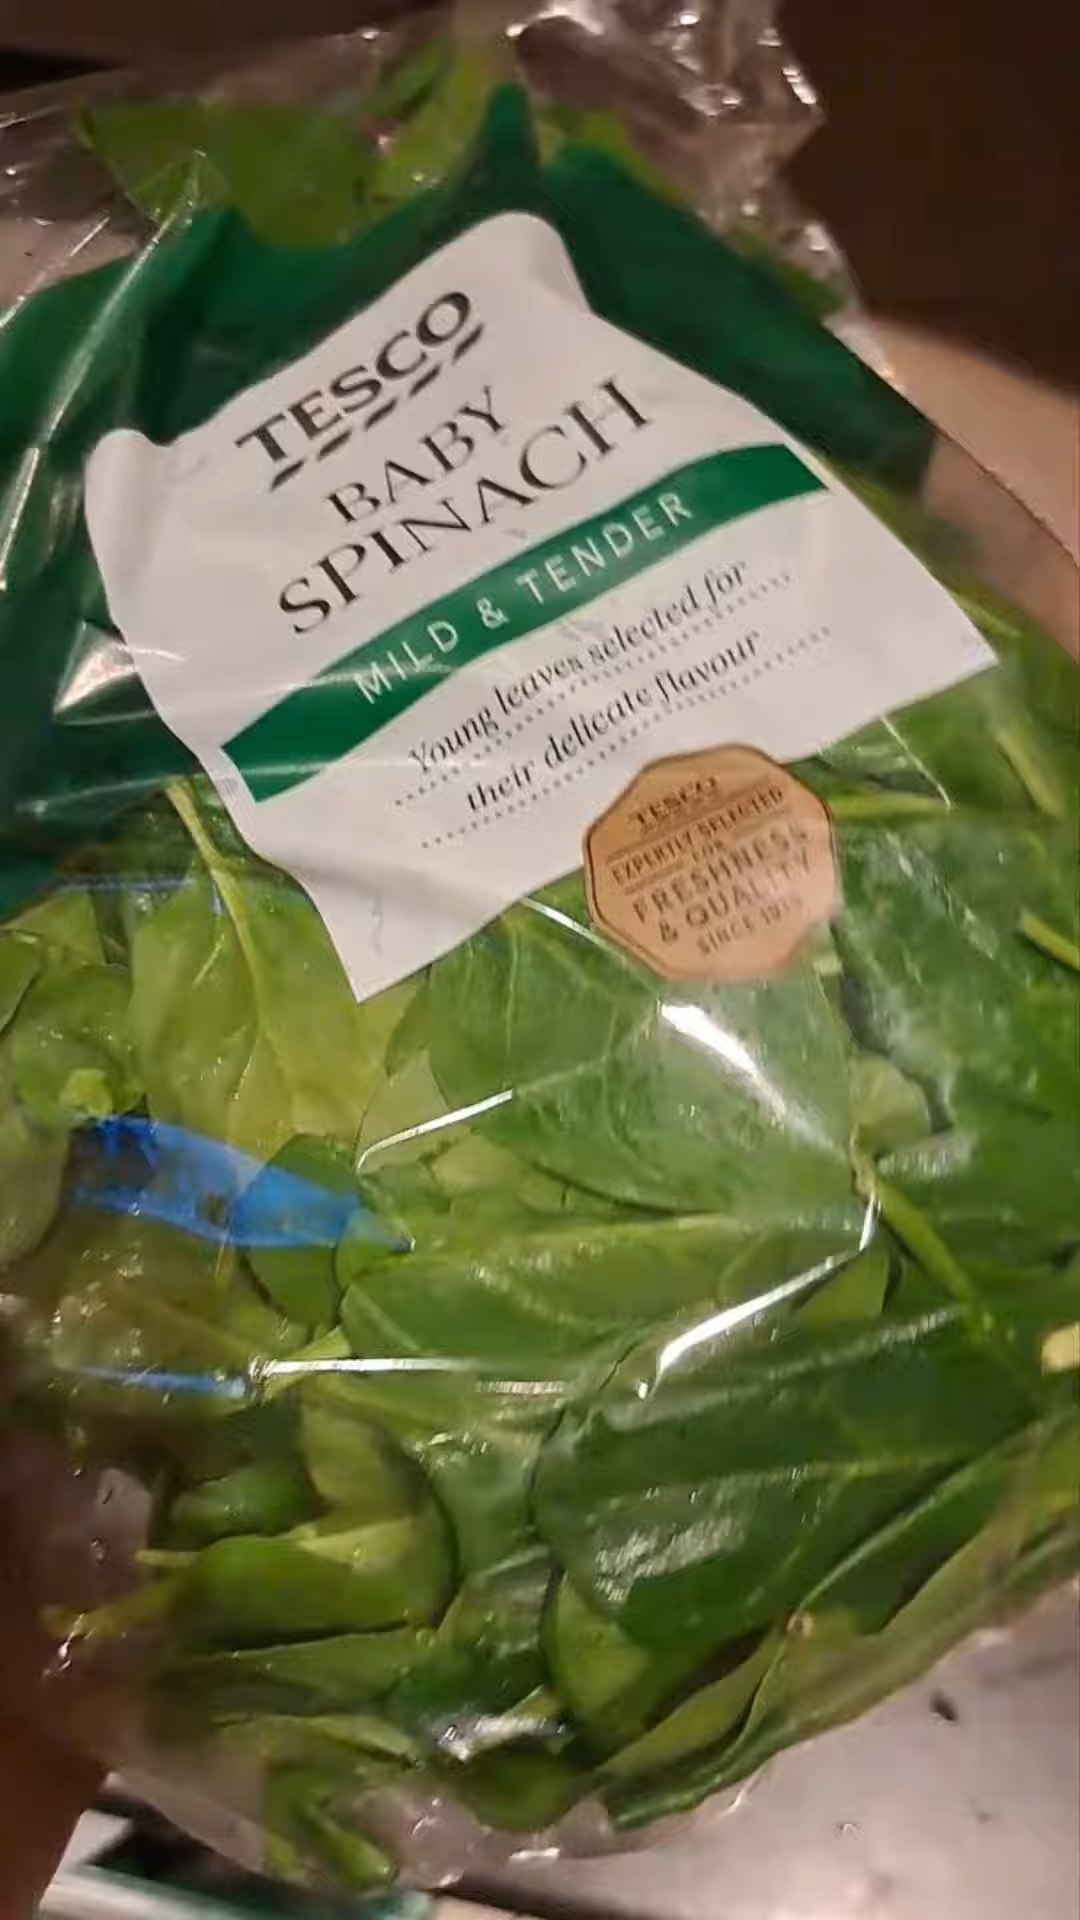 TESCO
BABY
SPINACH
MILD & TENDER
Young leaves selected for
their delicate flavour
TESCO
EXPERTLY SELECTED
FOR
FRESHNESS
& QUALITY
SINCE 1919